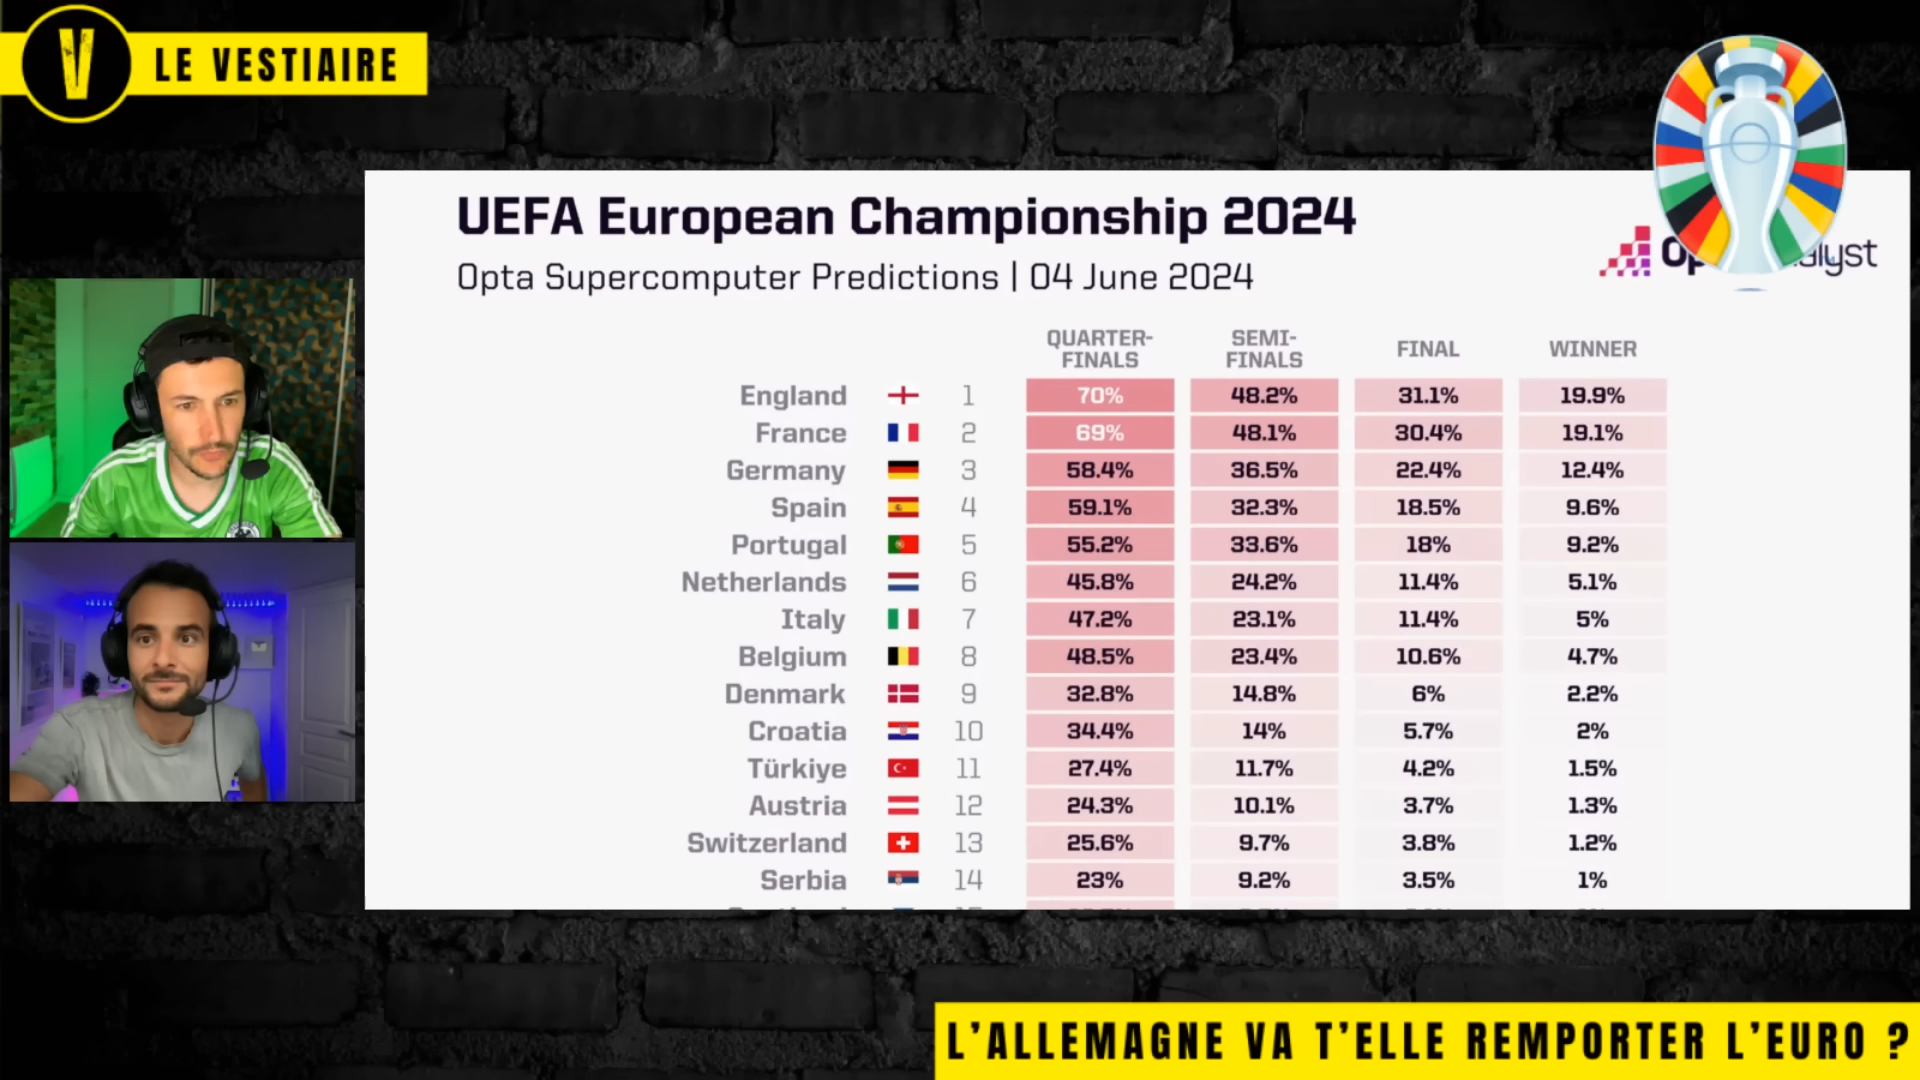 V LE VESTIAIRE
UEFA European Championship 2024
Opta Supercomputer Predictions | 04 June 2024
QUARTER-FINALS SEMI-FINALS FINAL WINNER
England 1 70% 48.2% 31.1% 19.9%
France 2 69% 48.1% 30.4% 19.1%
Germany 3 58.4% 36.5% 22.4% 12.4%
Spain 4 59.1% 32.3% 18.5% 9.6%
Portugal 5 55.2% 33.6% 18% 9.2%
Netherlands 6 45.8% 24.2% 11.4% 5.1%
Italy 7 47.2% 23.1% 11.4% 5%
Belgium 8 48.5% 23.4% 10.6% 4.7%
Denmark 9 32.8% 14.8% 6% 2.2%
Croatia 10 34.4% 14% 5.7% 2%
Türkiye 11 27.4% 11.7% 4.2% 1.5%
Austria 12 24.3% 10.1% 3.7% 1.3%
Switzerland 13 25.6% 9.7% 3.8% 1.2%
Serbia 14 23% 9.2% 3.5% 1%
L'ALLEMAGNE VA T'ELLE REMPORTER L'EURO ?